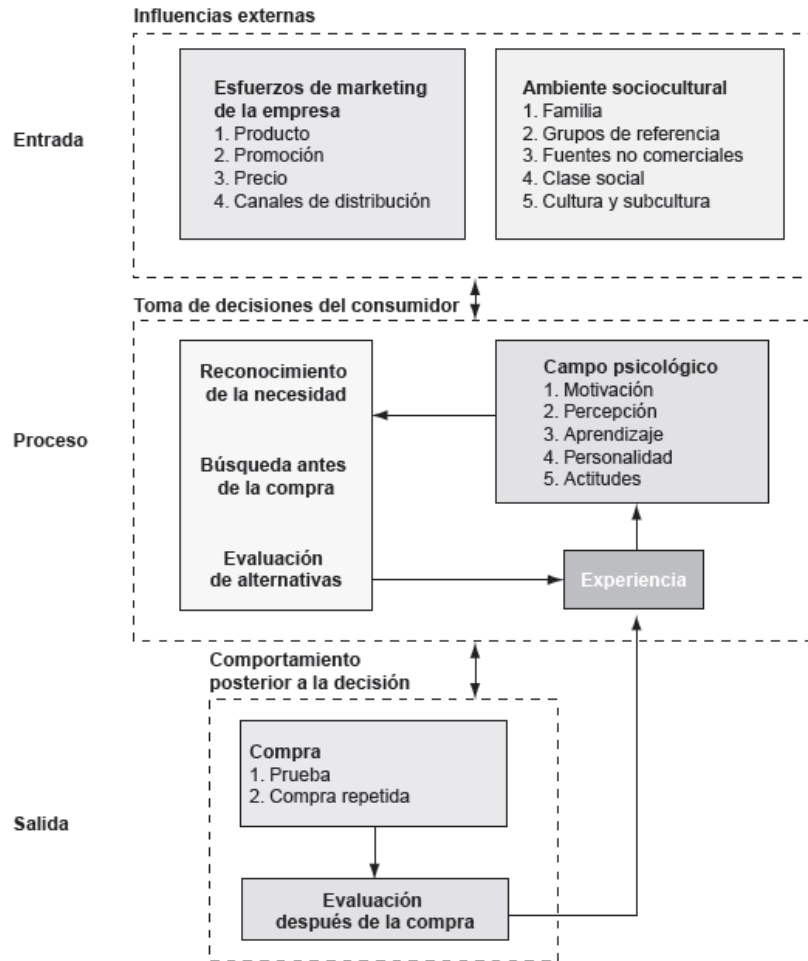 Influencias externas
Entrada
Esfuerzos de marketing
de la empresa
1. Producto
2. Promoción
3. Precio
4. Canales de distribución
Ambiente sociocultural
1. Familia
2. Grupos de referencia
3. Fuentes no comerciales
4. Clase social
5. Cultura y subcultura
Toma de decisiones del consumidor
Proceso
Reconocimiento
de la necesidad
Búsqueda antes
de la compra
Evaluación
de alternativas
Campo psicológico
1. Motivación
2. Percepción
3. Aprendizaje
4. Personalidad
5. Actitudes
Experiencia
Comportamiento
posterior a la decisión
Salida
Compra
1. Prueba
2. Compra repetida
Evaluación
después de la compra